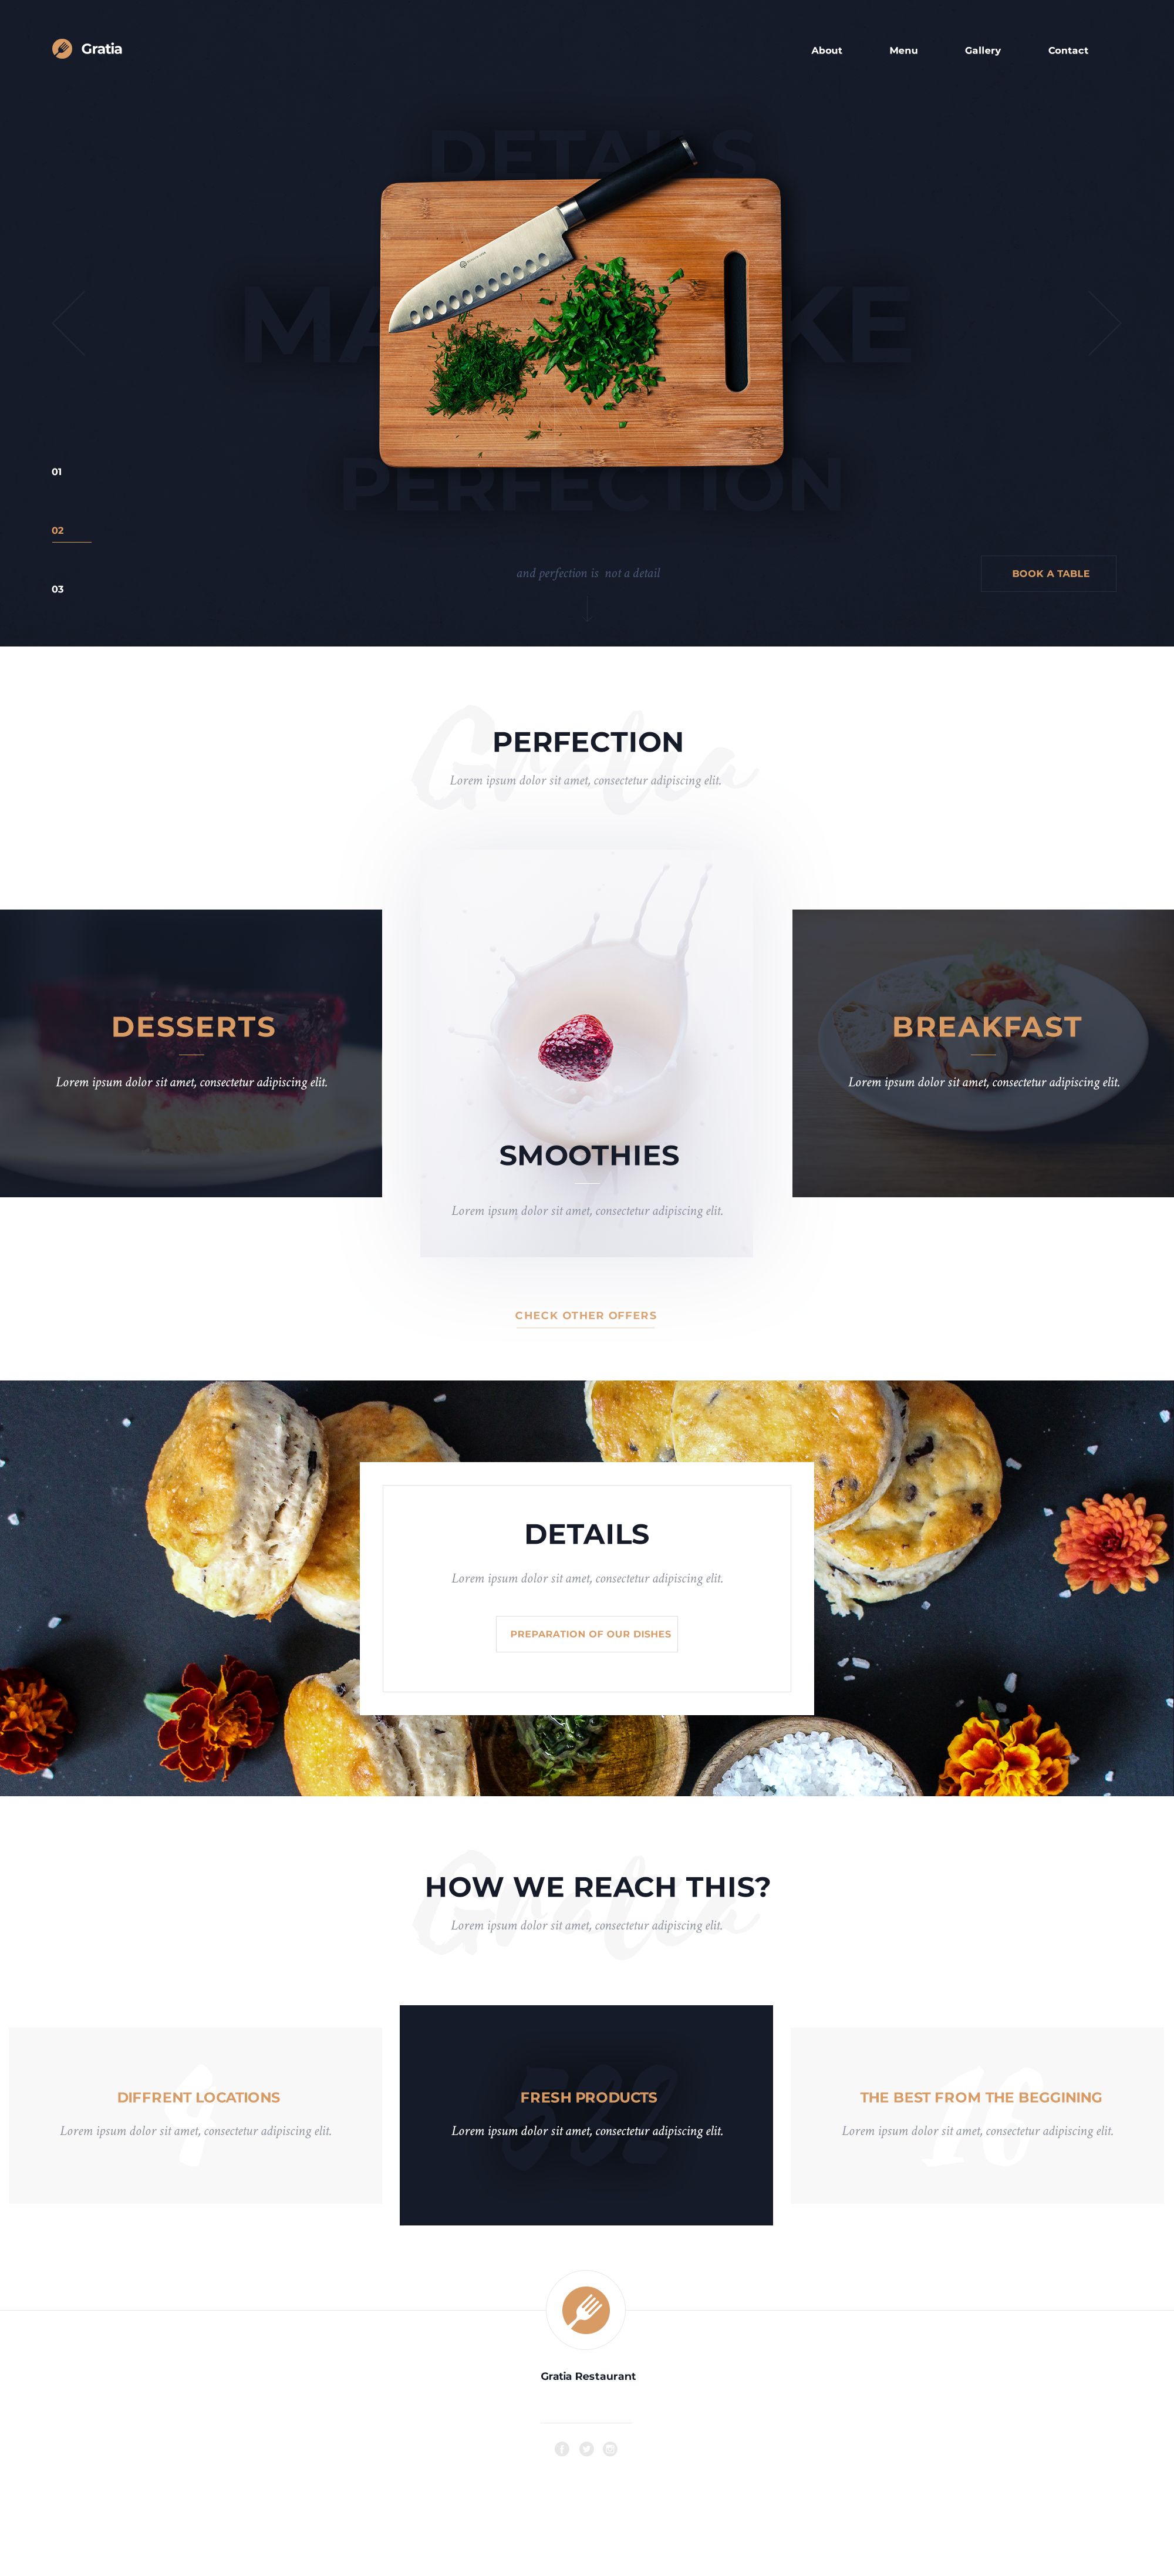 Gratia
About
Menu
Gallery
Contact
DETAILS
MA KE
PERFECTION
01
02
03
and perfection is not a detail
BOOK A TABLE
Gratia
PERFECTION
Lorem ipsum dolor sit amet, consectetur adipiscing elit.
DESSERTS
Lorem ipsum dolor sit amet, consectetur adipiscing elit.
SMOOTHIES
Lorem ipsum dolor sit amet, consectetur adipiscing elit.
BREAKFAST
Lorem ipsum dolor sit amet, consectetur adipiscing elit.
CHECK OTHER OFFERS
DETAILS
Lorem ipsum dolor sit amet, consectetur adipiscing elit.
PREPARATION OF OUR DISHES
Gratia
HOW WE REACH THIS?
Lorem ipsum dolor sit amet, consectetur adipiscing elit.
4
DIFFRENT LOCATIONS
Lorem ipsum dolor sit amet, consectetur adipiscing elit.
FRESH PRODUCTS
Lorem ipsum dolor sit amet, consectetur adipiscing elit.
16
THE BEST FROM THE BEGGINING
Lorem ipsum dolor sit amet, consectetur adipiscing elit.
Gratia Restaurant